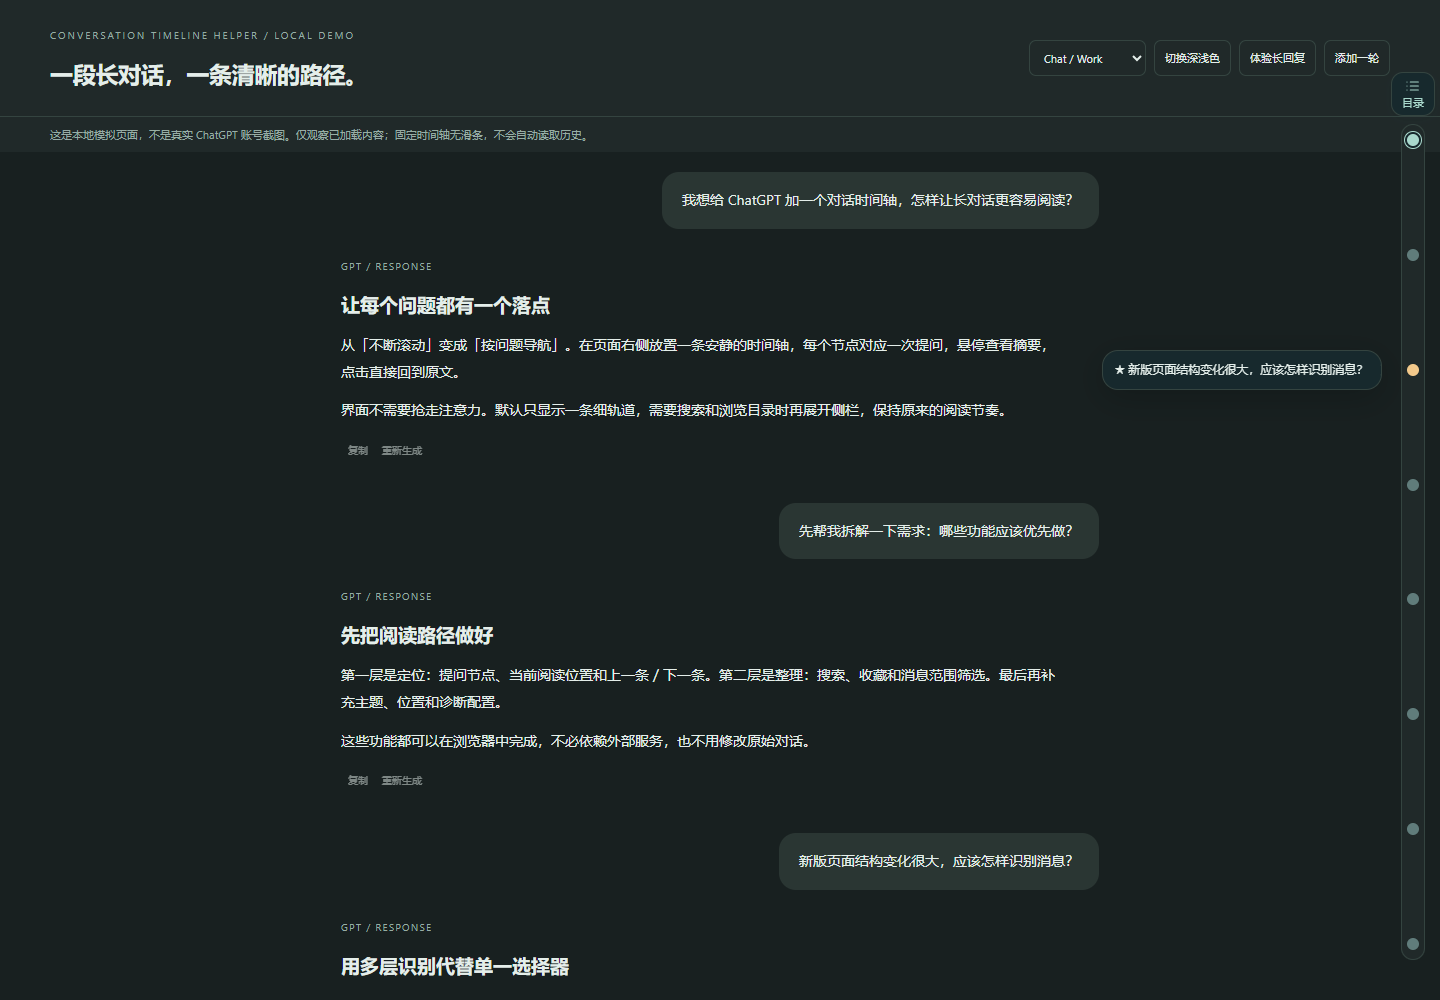 CONVERSATION TIMELINE HELPER / LOCAL DEMO
一段长对话，一条清晰的路径。
Chat / Work
切换深浅色
体验长回复
添加一轮
目录
这是本地模拟页面，不是真实 ChatGPT 账号截图。仅观察已加载内容；固定时间轴无滑条，不会自动读取历史。
我想给 ChatGPT 加一个对话时间轴，怎样让长对话更容易阅读？
GPT / RESPONSE
让每个问题都有一个落点
从「不断滚动」变成「按问题导航」。在页面右侧放置一条安静的时间轴，每个节点对应一次提问，悬停查看摘要，
点击直接回到原文。
★ 新版页面结构变化很大，应该怎样识别消息？
界面不需要抢走注意力。默认只显示一条细轨道，需要搜索和浏览目录时再展开侧栏，保持原来的阅读节奏。
复制 重新生成
先帮我拆解一下需求：哪些功能应该优先做？
GPT / RESPONSE
先把阅读路径做好
第一层是定位：提问节点、当前阅读位置和上一条 / 下一条。第二层是整理：搜索、收藏和消息范围筛选。最后再补
充主题、位置和诊断配置。
这些功能都可以在浏览器中完成，不必依赖外部服务，也不用修改原始对话。
复制 重新生成
新版页面结构变化很大，应该怎样识别消息？
GPT / RESPONSE
用多层识别代替单一选择器